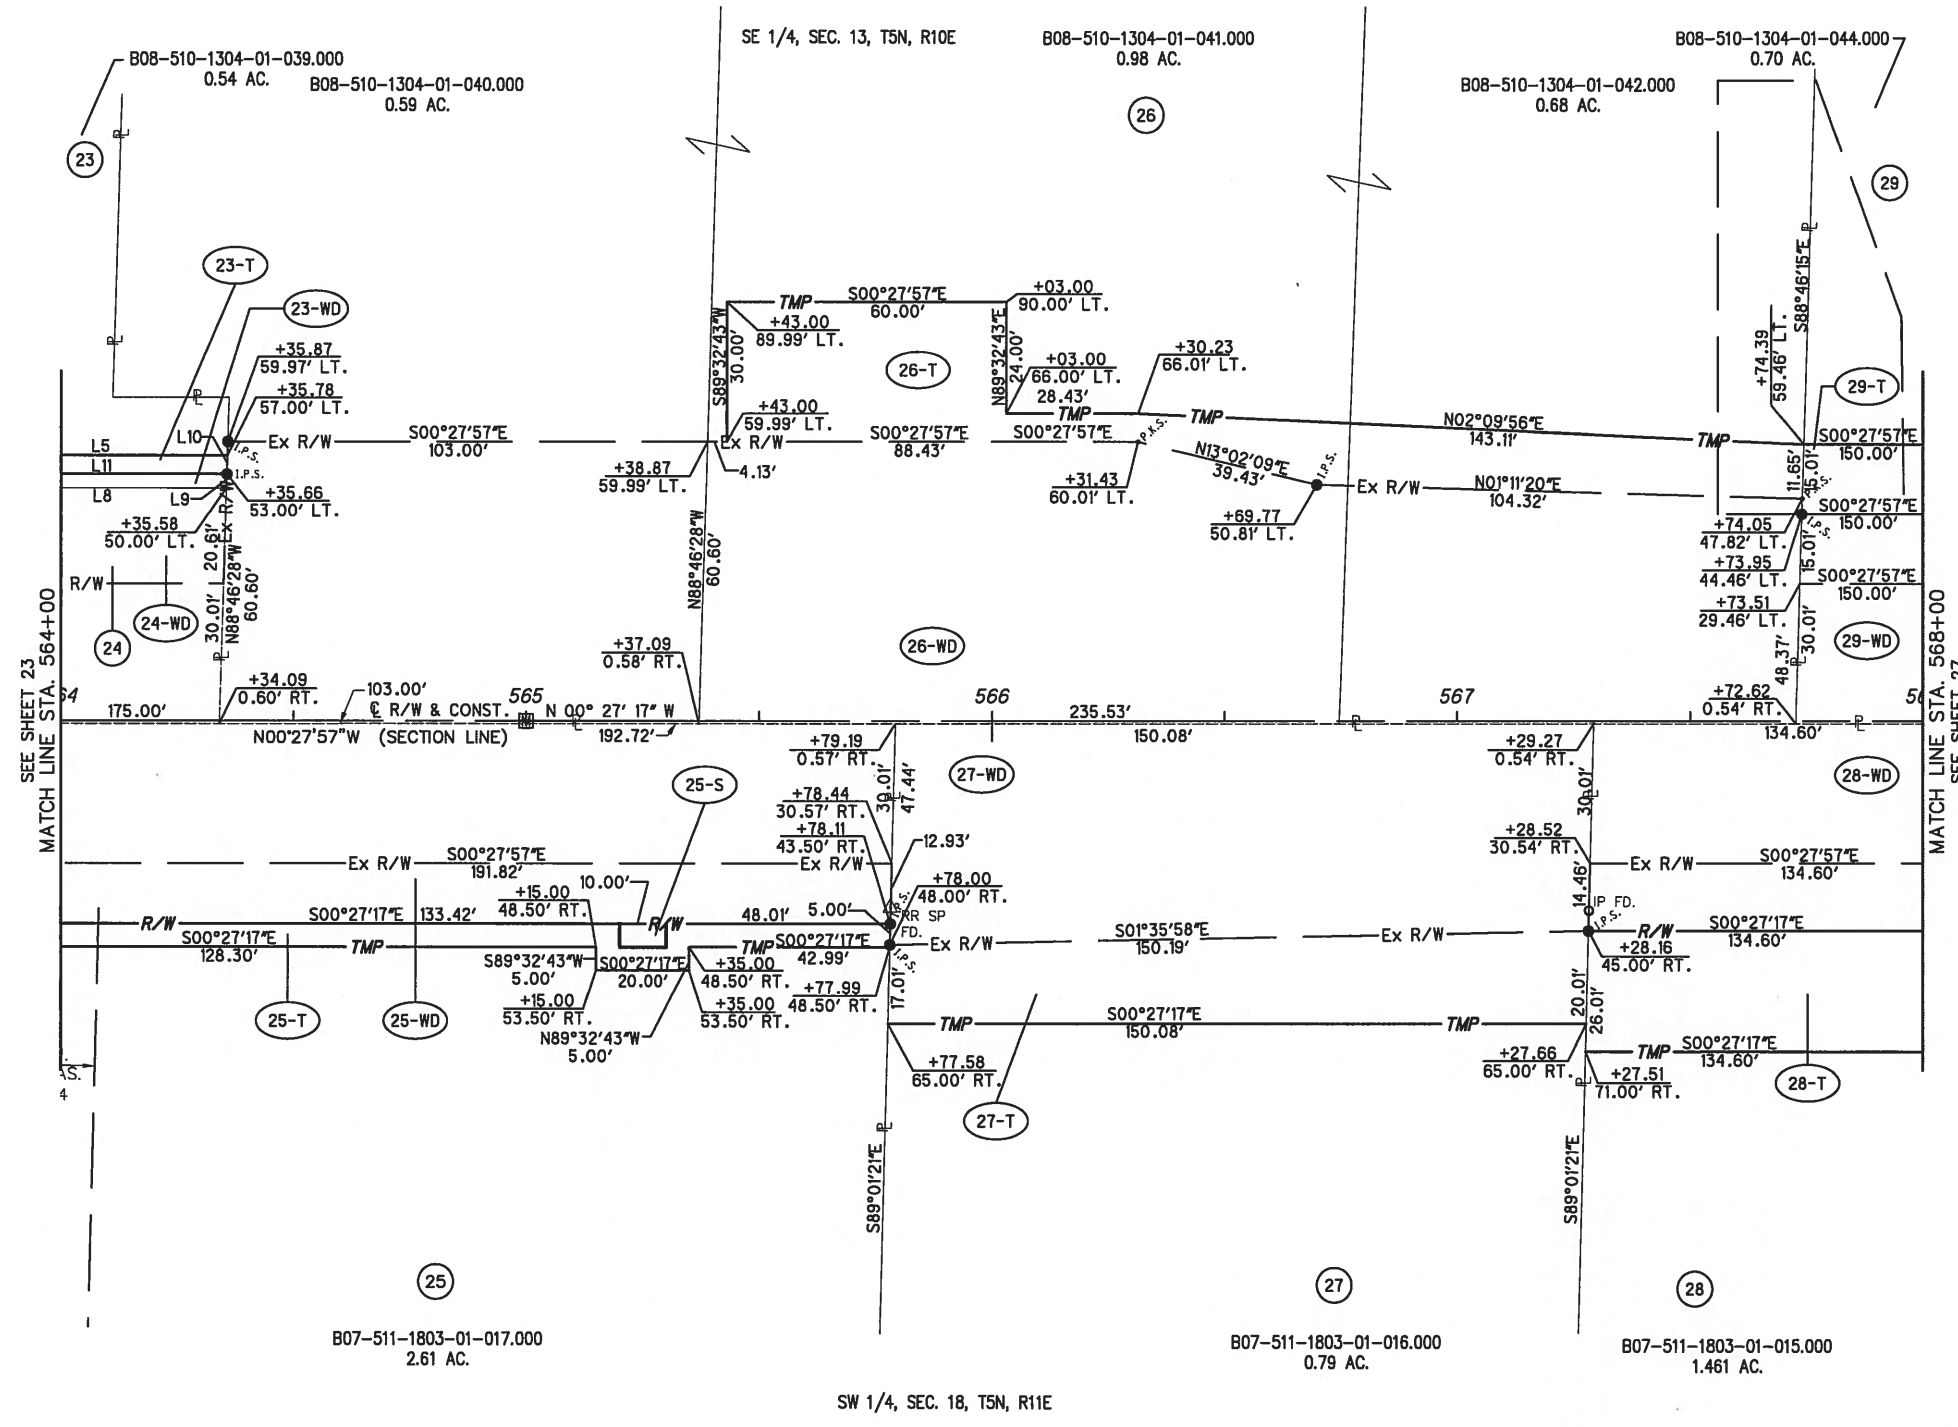 SE 1/4, SEC. 13, T5N, R10E
B08-510-1304-01-039.000
0.54 AC.
B08-510-1304-01-040.000
0.59 AC.
B08-510-1304-01-041.000
0.98 AC.
B08-510-1304-01-042.000
0.68 AC.
B08-510-1304-01-044.000
0.70 AC.
23
26
29
23-T
23-WD
+35.87
59.97' LT.
+35.78
57.00' LT.
L10
L5
L11
L8
L9
I.P.S.
I.P.S.
Ex R/W
S00°27'57"E
103.00'
+35.66
53.00' LT.
+35.58
50.00' LT.
Ex R/W
20.61'
30.01'
N88°46'28"W
60.60'
R/W
24-WD
24
+34.09
0.60' RT.
TMP
S00°27'57"E
60.00'
S89°32'43"W
30.00'
+43.00
89.99' LT.
+03.00
90.00' LT.
N89°32'43"E
24.00'
26-T
+03.00
66.00' LT.
28.43'
+30.23
66.01' LT.
+43.00
59.99' LT.
TMP
TMP
N02°09'56"E
143.11'
TMP
Ex R/W
S00°27'57"E
88.43'
S00°27'57"E
P.K.S.
4.13'
+38.87
59.99' LT.
+31.43
60.01' LT.
N13°02'09"E
39.43'
I.P.S.
Ex R/W
N01°11'20"E
104.32'
+69.77
50.81' LT.
N88°46'28"W
60.60'
+37.09
0.58' RT.
26-WD
+74.39
59.46' LT.
S88°46'15"E
29-T
S00°27'57"E
150.00'
11.65'
15.01'
P.K.S.
I.P.S.
S00°27'57"E
150.00'
+74.05
47.82' LT.
+73.95
44.46' LT.
15.01'
S00°27'57"E
150.00'
+73.51
29.46' LT.
30.01'
48.37'
29-WD
+72.62
0.54' RT.
SEE SHEET 23
MATCH LINE STA. 564+00
MATCH LINE STA. 568+00
SEE SHEET 27
64
175.00'
103.00'
565
R/W & CONST.
N 00° 27' 17" W
566
567
56
235.53'
N00°27'57"W (SECTION LINE)
192.72'
150.08'
134.60'
+79.19
0.57' RT.
30.01'
47.44'
27-WD
+29.27
0.54' RT.
30.01'
28-WD
25-S
+78.44
30.57' RT.
+78.11
43.50' RT.
12.93'
+28.52
30.54' RT.
Ex R/W
S00°27'57"E
191.82'
Ex R/W
Ex R/W
S00°27'57"E
134.60'
14.46'
10.00'
+15.00
48.50' RT.
+78.00
48.00' RT.
I.P.S.
RR SP
FD.
IP FD.
I.P.S.
R/W
S00°27'17"E
133.42'
R/W
48.01'
5.00'
Ex R/W
S01°35'58"E
150.19'
Ex R/W
R/W
S00°27'17"E
134.60'
S00°27'17"E
128.30'
TMP
S89°32'43"W
5.00'
S00°27'17"E
20.00'
TMP
S00°27'17"E
42.99'
I.P.S.
+35.00
48.50' RT.
+77.99
48.50' RT.
+28.16
45.00' RT.
+15.00
53.50' RT.
+35.00
53.50' RT.
N89°32'43"W
5.00'
17.01'
25-T
25-WD
TMP
S00°27'17"E
150.08'
TMP
20.01'
26.01'
TMP
S00°27'17"E
134.60'
+77.58
65.00' RT.
+27.66
65.00' RT.
+27.51
71.00' RT.
27-T
28-T
4
S89°01'21"E
S89°01'21"E
25
27
28
B07-511-1803-01-017.000
2.61 AC.
B07-511-1803-01-016.000
0.79 AC.
B07-511-1803-01-015.000
1.461 AC.
SW 1/4, SEC. 18, T5N, R11E